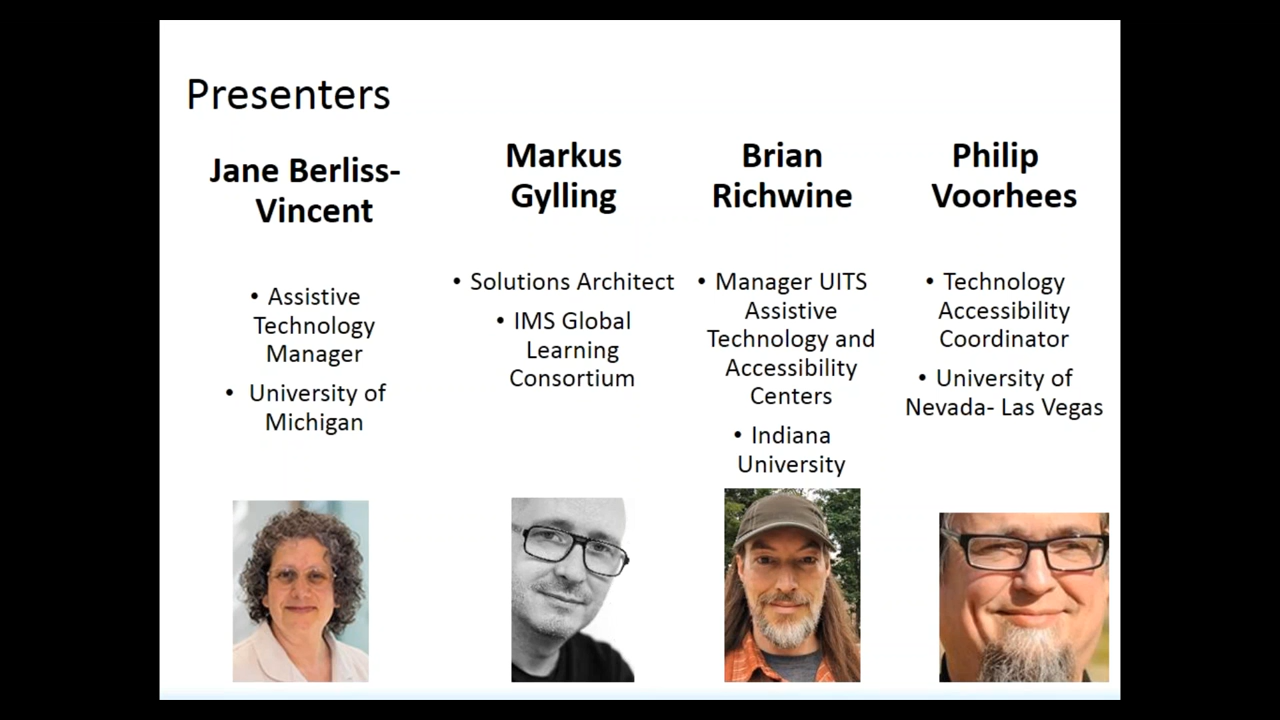 Presenters
Jane Berliss-
Vincent
• Assistive
Technology
Manager
• University of
Michigan
Markus
Gylling
• Solutions Architect
• IMS Global
Learning
Consortium
Brian
Richwine
• Manager UITS
Assistive
Technology and
Accessibility
Centers
• Indiana
University
Philip
Voorhees
• Technology
Accessibility
Coordinator
• University of
Nevada- Las Vegas